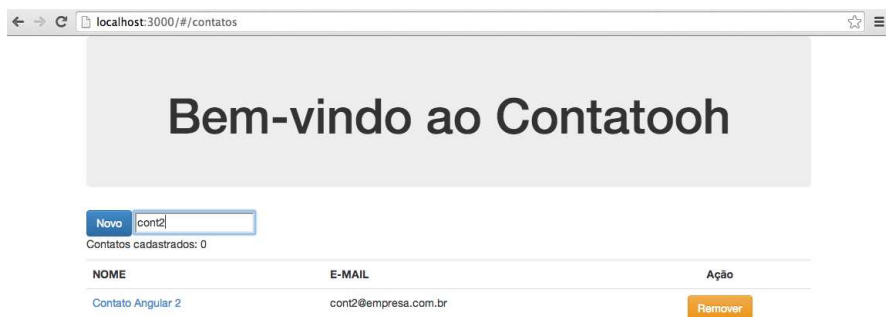 localhost:3000/#/contatos
Bem-vindo ao Contatooh
Novo cont2
Contatos cadastrados: 0
NOME E-MAIL Ação
Contato Angular 2 cont2@empresa.com.br Remover